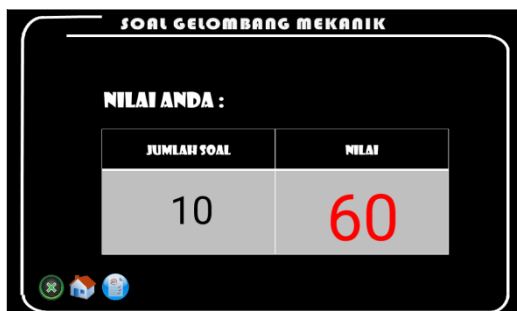 SOAL GELOMBANG MEKANIK
NILAI ANDA :
JUMLAH SOAL NILAI
10 60